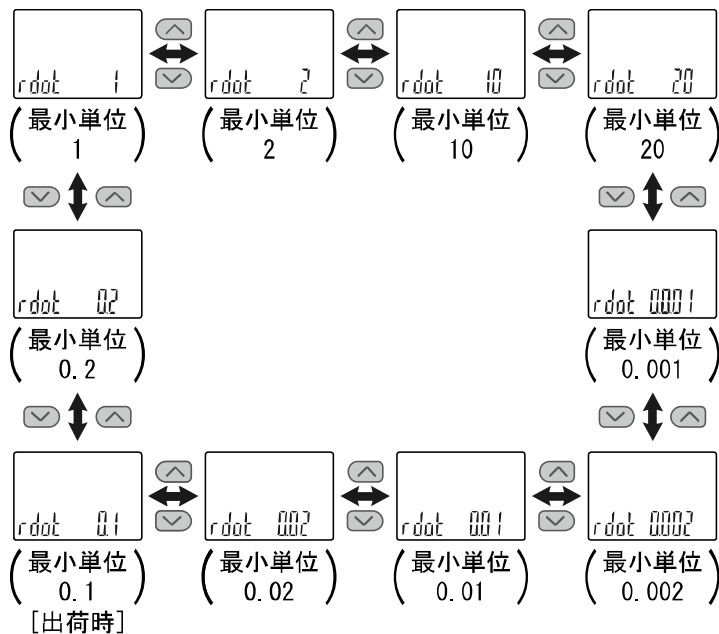 rdot 1
(最小単位
1)
rdot 2
(最小単位
2)
rdot 10
(最小単位
10)
rdot 20
(最小単位
20)
rdot 0.2
(最小単位
0.2)
rdot 0.001
(最小単位
0.001)
rdot 0.1
(最小単位
0.1)
[出荷時]
rdot 0.02
(最小単位
0.02)
rdot 0.01
(最小単位
0.01)
rdot 0.002
(最小単位
0.002)